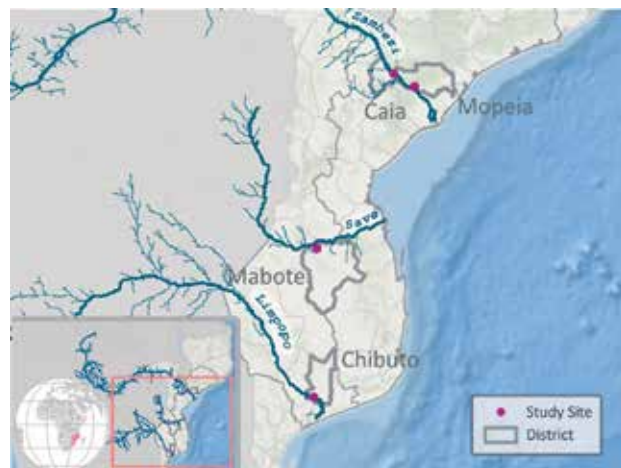 Zambezi
Caia
Mopeia
Save
Mabote
Limpopo
Chibuto
Study Site
District